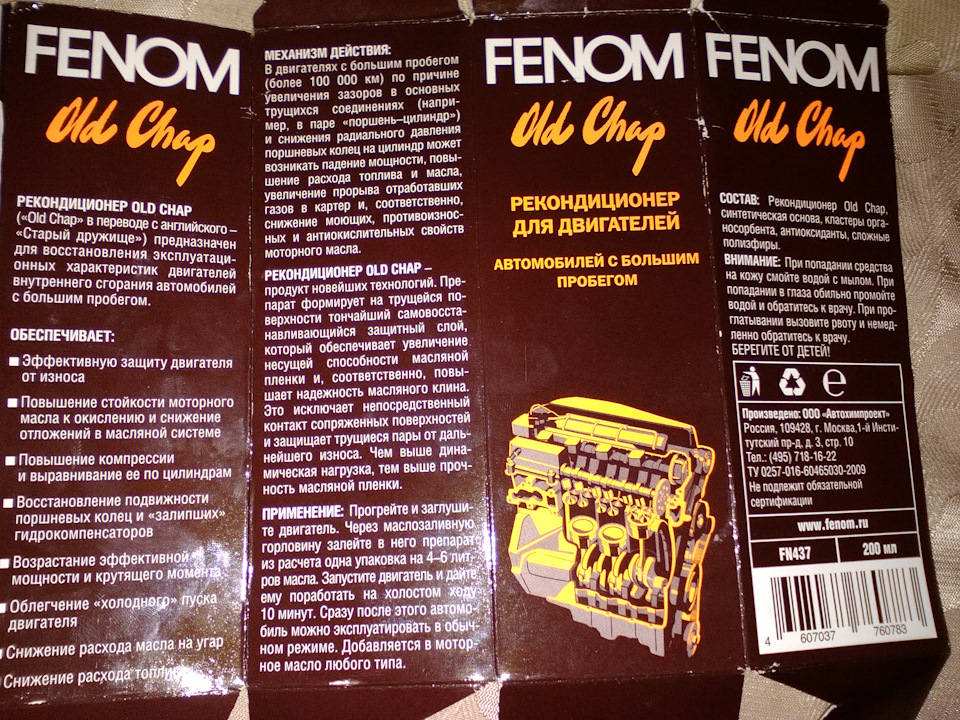 FENOM
Old Chap
РЕКОНДИЦИОНЕР OLD CHAP
(«Old Chap» в переводе с английского –
«Старый дружище») предназначен
для восстановления эксплуатаци-
онных характеристик двигателей
внутреннего сгорания автомобилей
с большим пробегом.
ОБЕСПЕЧИВАЕТ:
■ Эффективную защиту двигателя
от износа
■ Повышение стойкости моторного
масла к окислению и снижение
отложений в масляной системе
■ Повышение компрессии
и выравнивание ее по цилиндрам
■ Восстановление подвижности
поршневых колец и «залипших»
гидрокомпенсаторов
■ Возрастание эффективной
мощности и крутящего момента
■ Облегчение «холодного» пуска
двигателя
■ Снижение расхода масла на угар
Снижение расхода
МЕХАНИЗМ ДЕЙСТВИЯ:
В двигателях с большим пробегом
(более 100 000 км) по причине
увеличения зазоров в основных
трущихся соединениях (напри-
мер, в паре «поршень–цилиндр»)
и снижения радиального давления
поршневых колец на цилиндр может
возникать падение мощности, повы-
шение расхода топлива и масла,
увеличение прорыва отработавших
газов в картер и, соответственно,
снижение моющих, противоизнос-
ных и антиокислительных свойств
моторного масла.
РЕКОНДИЦИОНЕР OLD CHAP –
продукт новейших технологий. Пре-
парат формирует на трущейся по-
верхности тончайший самовосста-
навливающийся защитный слой,
который обеспечивает увеличение
несущей способности масляной
пленки и, соответственно, повы-
шает надежность масляного клина.
Это исключает непосредственный
контакт сопряженных поверхностей
и защищает трущиеся пары от даль-
нейшего износа. Чем выше дина-
мическая нагрузка, тем выше проч-
ность масляной пленки.
ПРИМЕНЕНИЕ: Прогрейте и заглуши-
те двигатель. Через маслозаливную
горловину залейте в него препарат
из расчета одна упаковка на 4–6 лит-
ров масла. Запустите двигатель и дайте
ему поработать на холостом ходу
10 минут. Сразу после этого автомо-
биль можно эксплуатировать в обыч-
ном режиме. Добавляется в мотор-
ное масло любого типа.
FENOM
Old Chap
РЕКОНДИЦИОНЕР
ДЛЯ ДВИГАТЕЛЕЙ
АВТОМОБИЛЕЙ С БОЛЬШИМ
ПРОБЕГОМ
FENOM
Old Chap
СОСТАВ: Рекондиционер Old Chap,
синтетическая основа, кластеры орга-
носорбента, антиоксиданты, сложные
полиэфиры.
ВНИМАНИЕ: При попадании средства
на кожу смойте водой с мылом. При
попадании в глаза обильно промойте
водой и обратитесь к врачу. При про-
глатывании вызовите рвоту и немед-
ленно обратитесь к врачу.
БЕРЕГИТЕ ОТ ДЕТЕЙ!
e
Произведено: ООО «Автохимпроект»
Россия, 109428, г. Москва,1-й Инсти-
тутский пр-д, д. 3, стр. 10
Тел.: (495) 718-16-22
ТУ 0257-016-60465030-2009
Не подлежит обязательной
сертификации
www.fenom.ru
FN437
200 мл
4 607037 760783